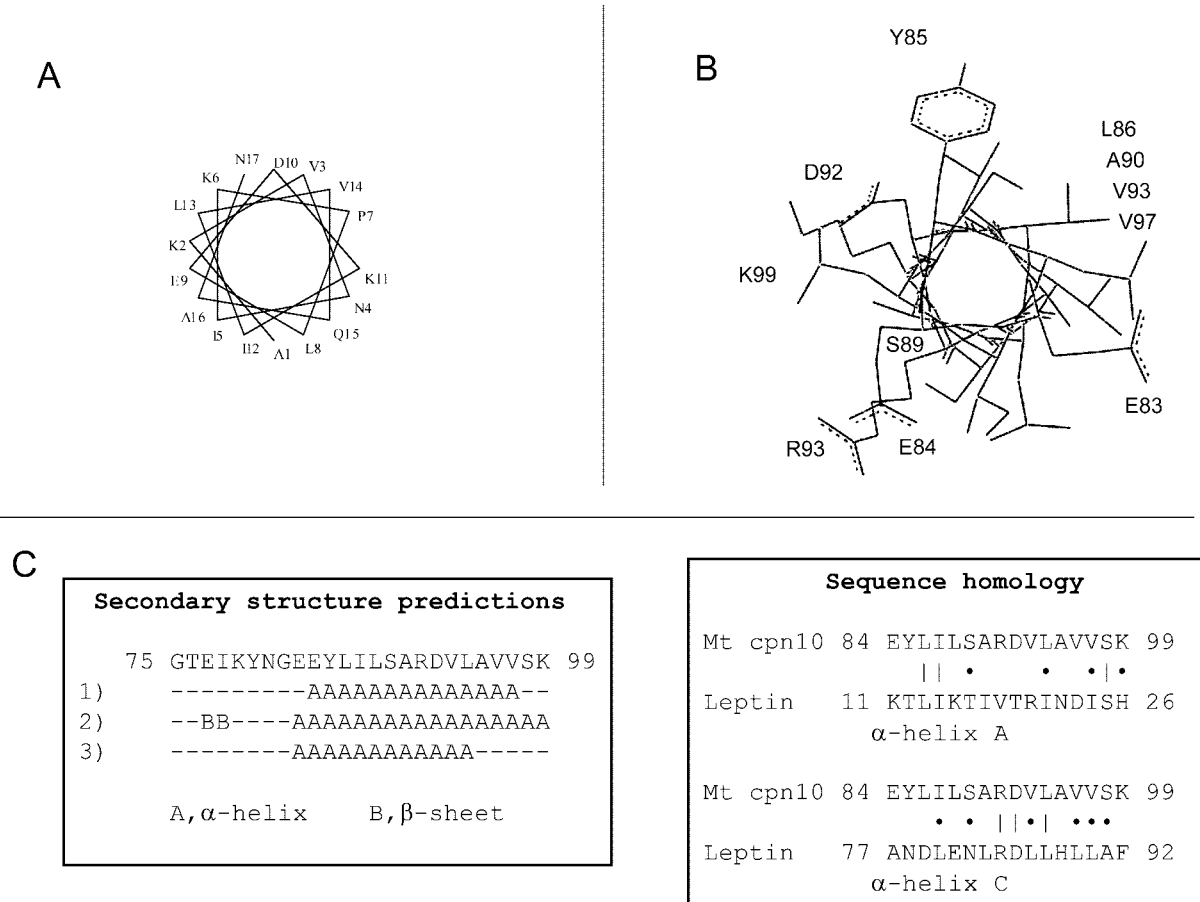 A
N17 D10 V3
K6 V14
L13 P7
K2
E9 K11
A16 N4
I5 Q15
I12 A1 L8
B
Y85
L86
A90
D92 V93
V97
K99
S89
E83
R93 E84
C
Secondary structure predictions
75 GTEIKYNGEEYLILSARDVLAVVSK 99
1) ---------AAAAAAAAAAAAAA--
2) --BB----AAAAAAAAAAAAAAAAA
3) --------AAAAAAAAAAAA-----
A,α-helix B,β-sheet
Sequence homology
Mt cpn10 84 EYLILSARDVLAVVSK 99
||• • •|•
Leptin 11 KTLIKTIVTRINDISH 26
α-helix A
Mt cpn10 84 EYLILSARDVLAVVSK 99
• • ||•| •••
Leptin 77 ANDLENLRDLLHLLAF 92
α-helix C